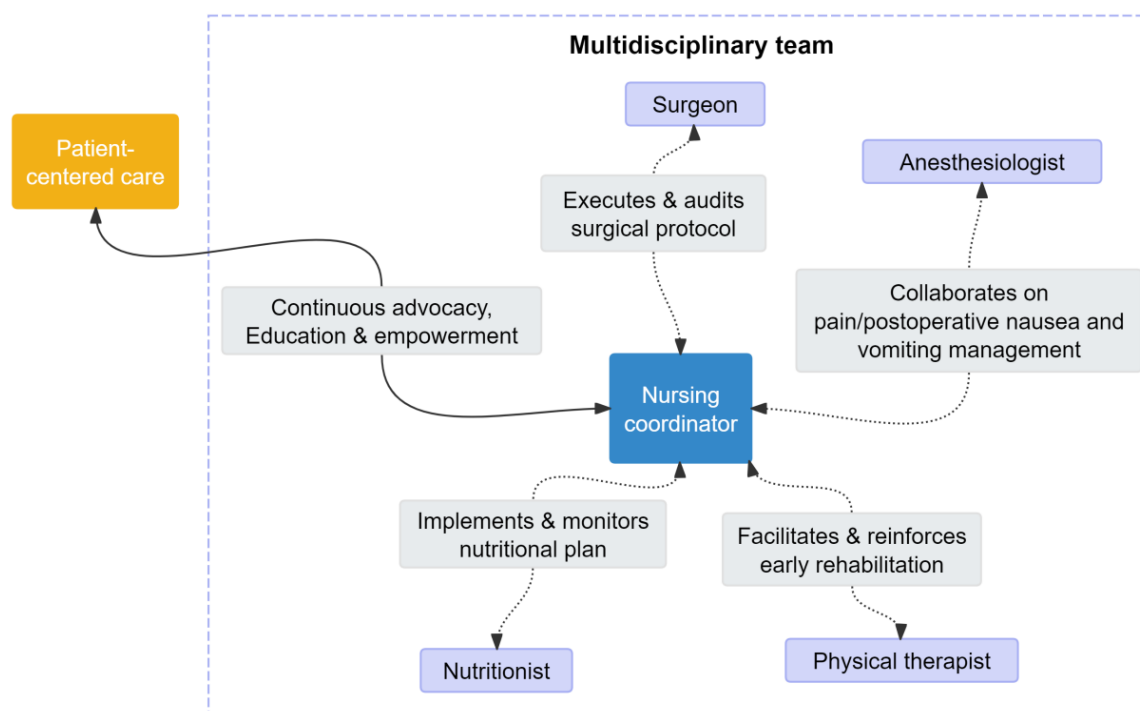 Multidisciplinary team
Surgeon
Patient-
centered care
Anesthesiologist
Executes & audits
surgical protocol
Continuous advocacy,
Education & empowerment
Collaborates on
pain/postoperative nausea and
vomiting management
Nursing
coordinator
Implements & monitors
nutritional plan
Facilitates & reinforces
early rehabilitation
Nutritionist
Physical therapist